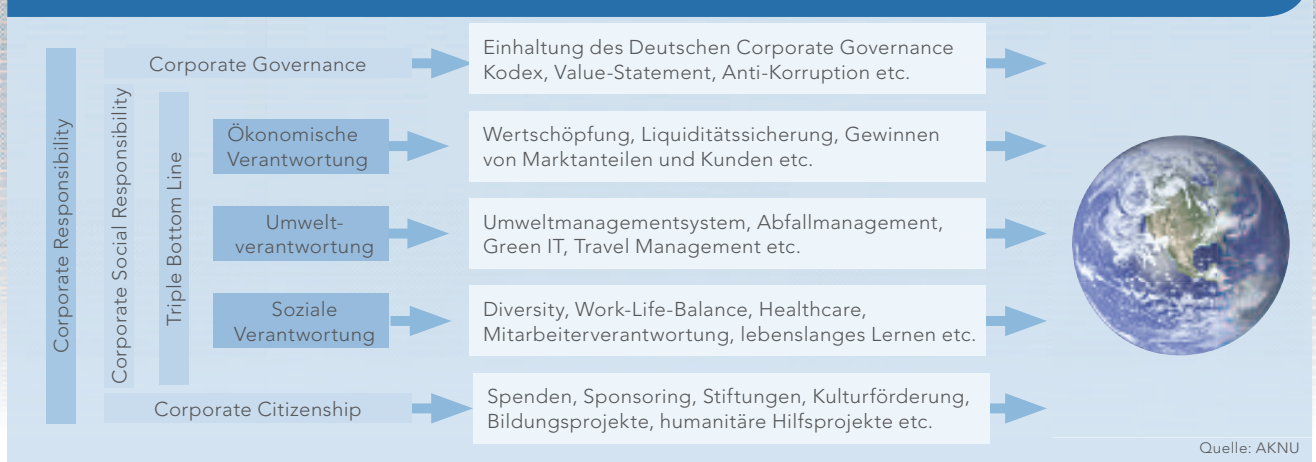 Corporate Responsibility
Corporate Social Responsibility
Triple Bottom Line
Corporate Governance
Einhaltung des Deutschen Corporate Governance
Kodex, Value-Statement, Anti-Korruption etc.
Ökonomische
Verantwortung
Wertschöpfung, Liquiditätssicherung, Gewinnen
von Marktanteilen und Kunden etc.
Umwelt-
verantwortung
Umweltmanagementsystem, Abfallmanagement,
Green IT, Travel Management etc.
Soziale
Verantwortung
Diversity, Work-Life-Balance, Healthcare,
Mitarbeiterverantwortung, lebenslanges Lernen etc.
Corporate Citizenship
Spenden, Sponsoring, Stiftungen, Kulturförderung,
Bildungsprojekte, humanitäre Hilfsprojekte etc.
Quelle: AKNU